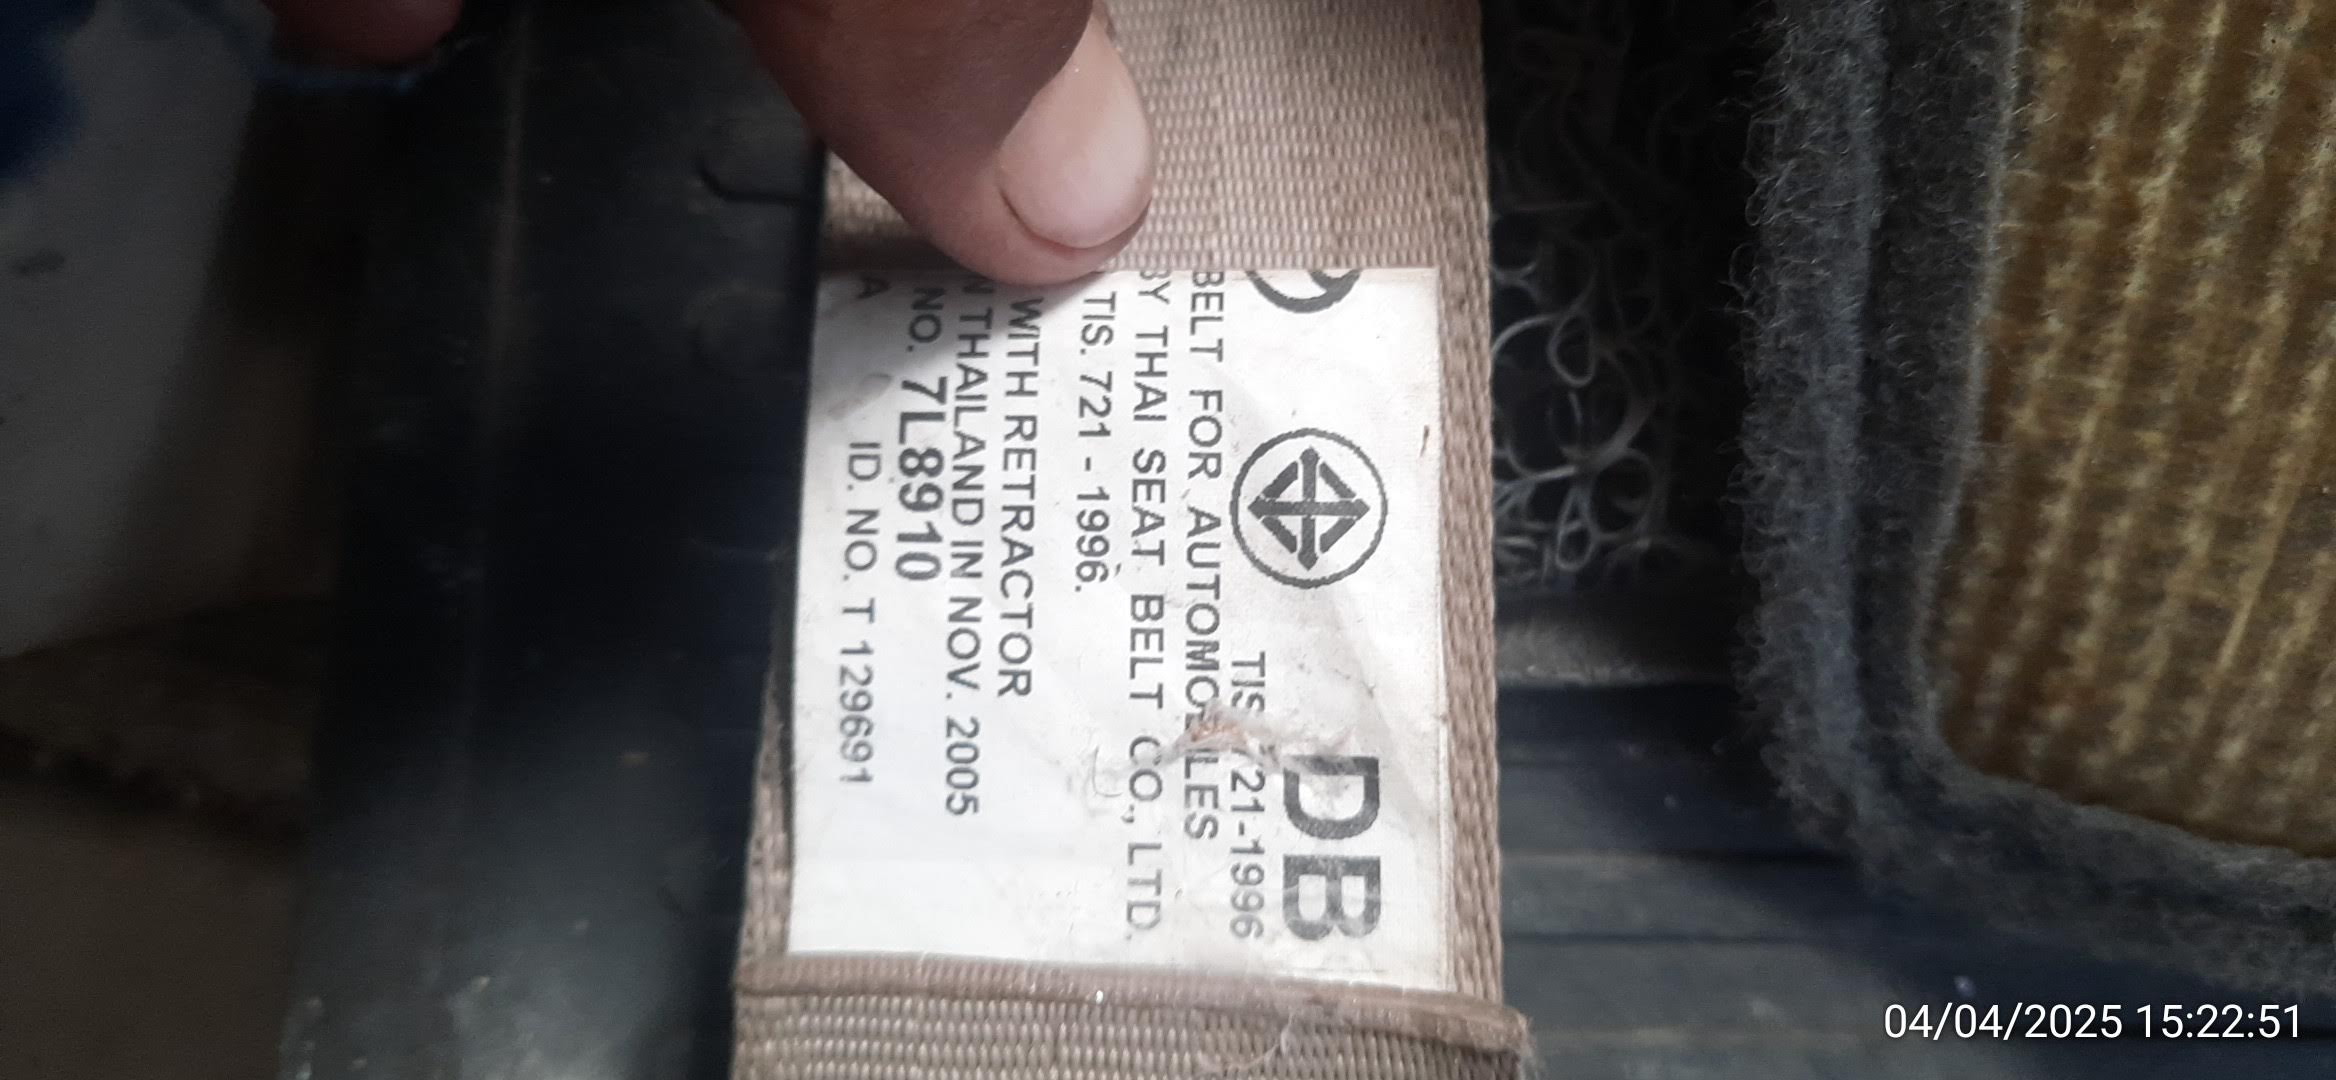 DB
TIS 721-1996
BELT FOR AUTOMOBILES
BY THAI SEAT BELT CO., LTD.
TIS. 721 - 1996.
WITH RETRACTOR
THAILAND IN NOV. 2005
NO. 7L8910
A ID. NO. T 129691
04/04/2025 15:22:51